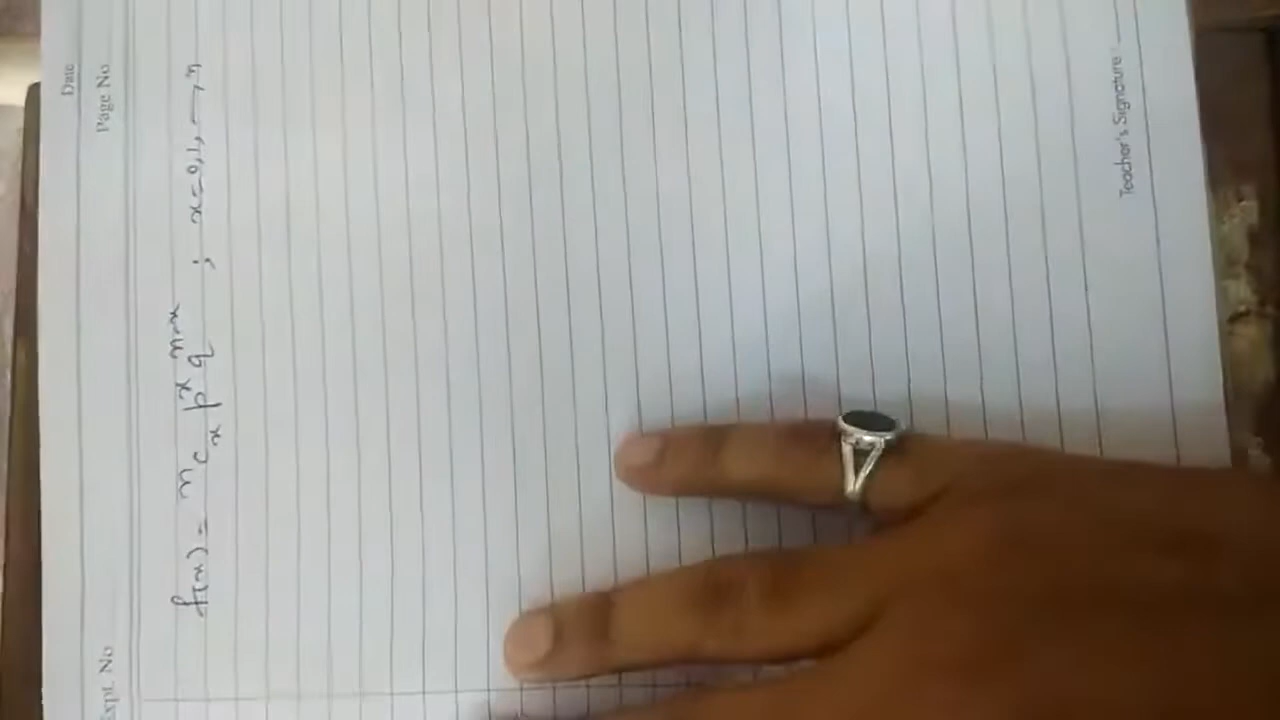 Date
Expt. No
Page No
f(x) = ⁿCₓ pˣ qⁿ⁻ˣ ; x = 0, 1, —, n
Teacher's Signature :